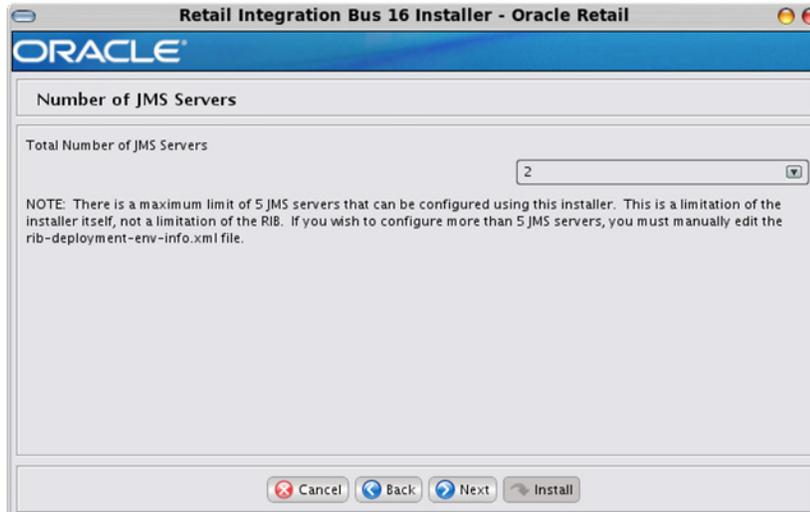 Retail Integration Bus 16 Installer - Oracle Retail
ORACLE®
Number of JMS Servers
Total Number of JMS Servers
2
NOTE: There is a maximum limit of 5 JMS servers that can be configured using this installer. This is a limitation of the
installer itself, not a limitation of the RIB. If you wish to configure more than 5 JMS servers, you must manually edit the
rib-deployment-env-info.xml file.
Cancel Back Next Install